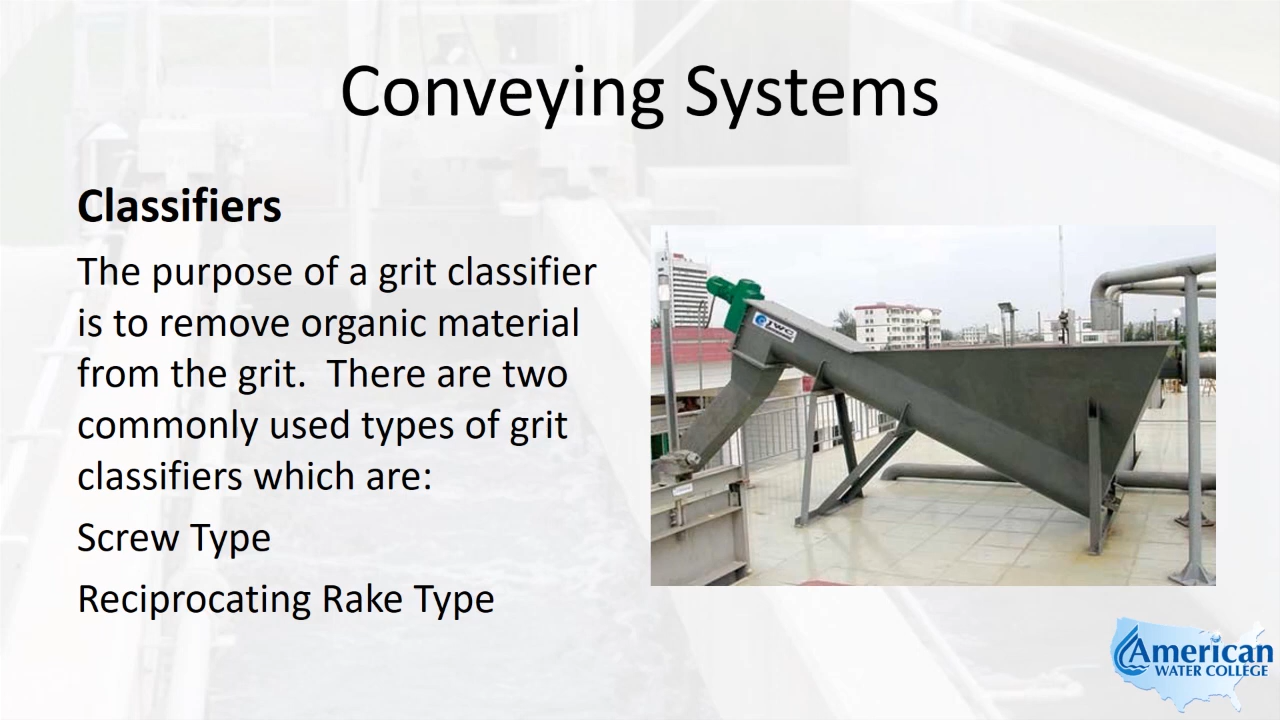 Conveying Systems
Classifiers
The purpose of a grit classifier
is to remove organic material
from the grit.  There are two
commonly used types of grit
classifiers which are:
Screw Type
Reciprocating Rake Type
JWC
American
WATER COLLEGE